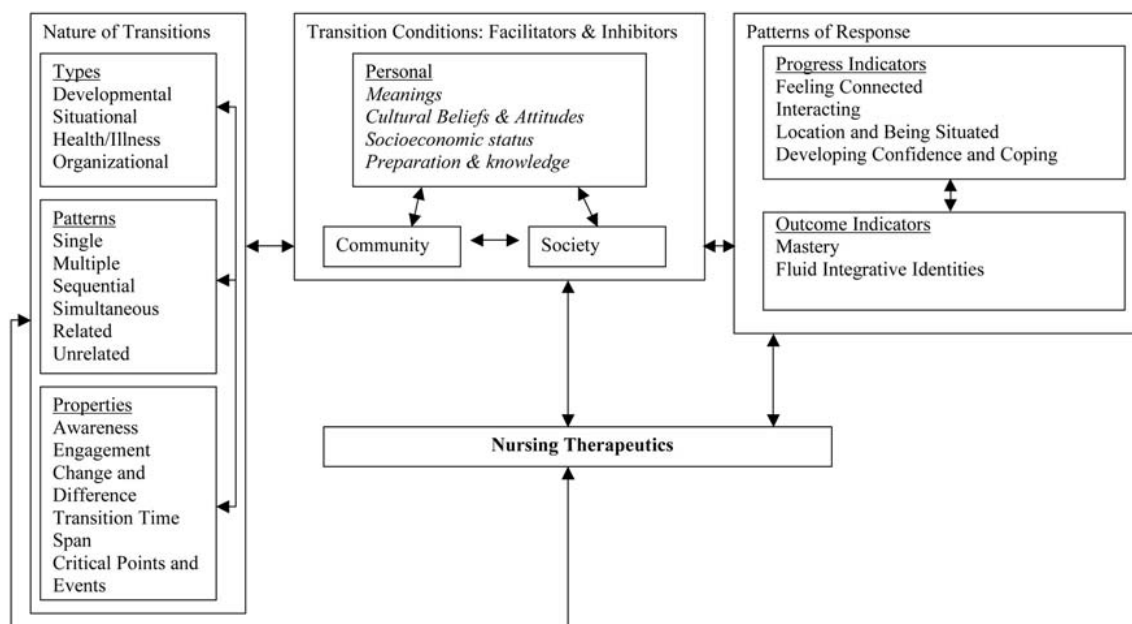 Nature of Transitions
Types
Developmental
Situational
Health/Illness
Organizational
Patterns
Single
Multiple
Sequential
Simultaneous
Related
Unrelated
Properties
Awareness
Engagement
Change and
Difference
Transition Time
Span
Critical Points and
Events
Transition Conditions: Facilitators & Inhibitors
Personal
Meanings
Cultural Beliefs & Attitudes
Socioeconomic status
Preparation & knowledge
Community
Society
Patterns of Response
Progress Indicators
Feeling Connected
Interacting
Location and Being Situated
Developing Confidence and Coping
Outcome Indicators
Mastery
Fluid Integrative Identities
Nursing Therapeutics